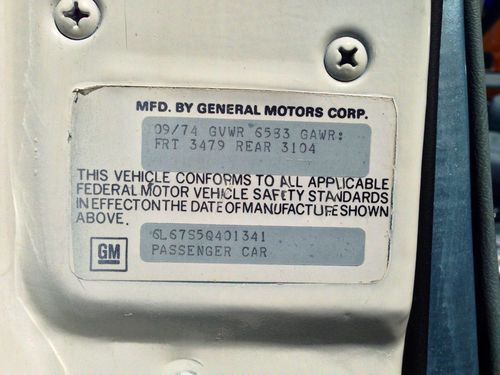 MFD. BY GENERAL MOTORS CORP.
09/74 GVWR 6583 GAWR:
FRT 3479 REAR 3104
THIS VEHICLE CONFORMS TO ALL APPLICABLE
FEDERAL MOTOR VEHICLE SAFETY STANDARDS
IN EFFECT ON THE DATE OF MANUFACTURE SHOWN
ABOVE.
6L67S5Q401341
PASSENGER CAR
GM